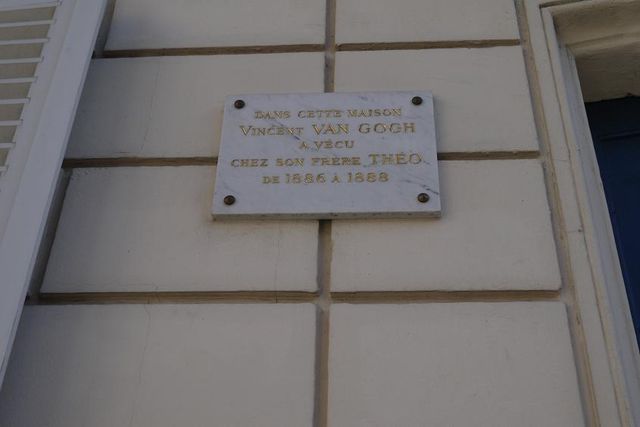 DANS CETTE MAISON
VINCENT VAN GOGH
A VÉCU
CHEZ SON FRÈRE THÉO
DE 1886 À 1888